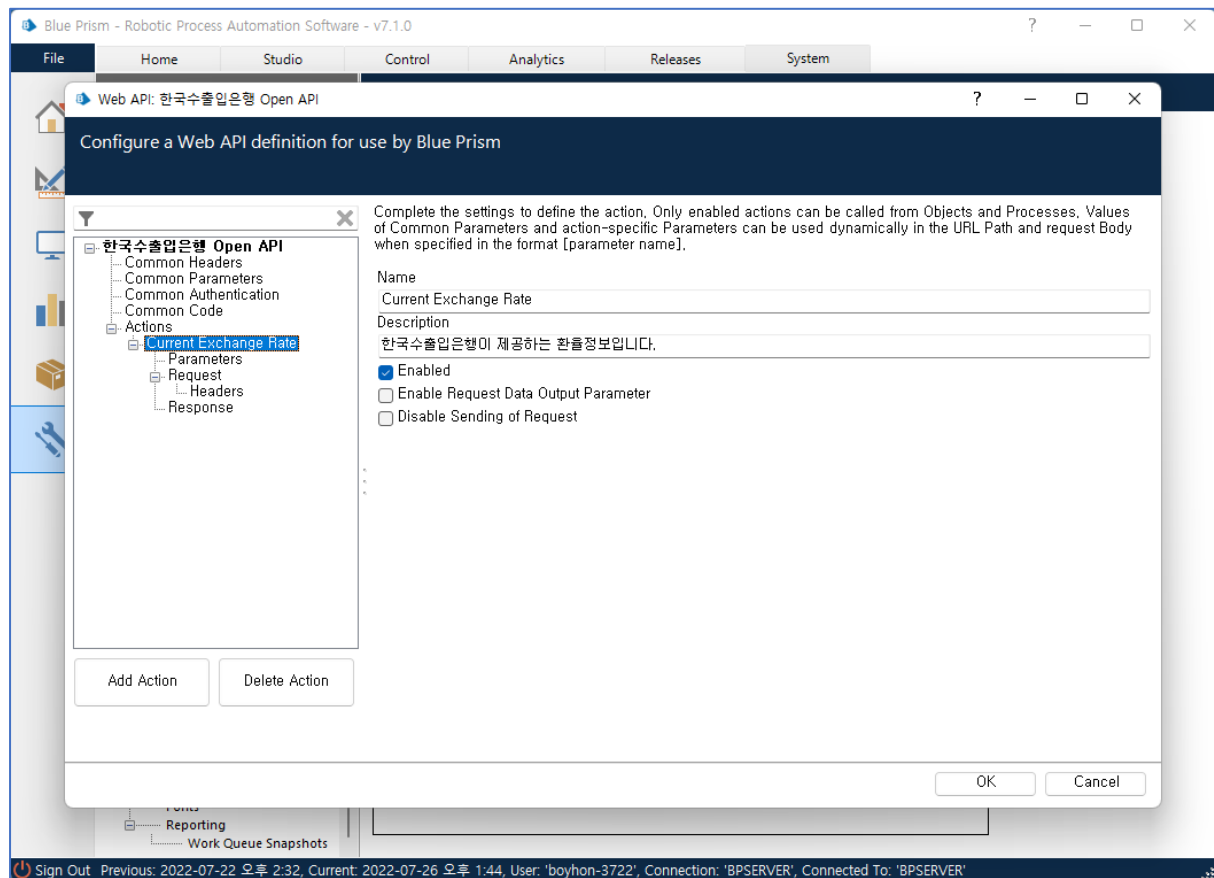 Blue Prism - Robotic Process Automation Software - v7.1.0
File Home Studio Control Analytics Releases System
Web API: 한국수출입은행 Open API
Configure a Web API definition for use by Blue Prism
Complete the settings to define the action. Only enabled actions can be called from Objects and Processes. Values
of Common Parameters and action-specific Parameters can be used dynamically in the URL Path and request Body
when specified in the format [parameter name].
한국수출입은행 Open API
Common Headers
Common Parameters
Common Authentication
Common Code
Actions
Current Exchange Rate
Parameters
Request
Headers
Response
Name
Current Exchange Rate
Description
한국수출입은행이 제공하는 환율정보입니다.
Enabled
Enable Request Data Output Parameter
Disable Sending of Request
Add Action Delete Action
OK Cancel
Reporting
Work Queue Snapshots
Sign Out Previous: 2022-07-22 오후 2:32, Current: 2022-07-26 오후 1:44, User: 'boyhon-3722', Connection: 'BPSERVER', Connected To: 'BPSERVER'